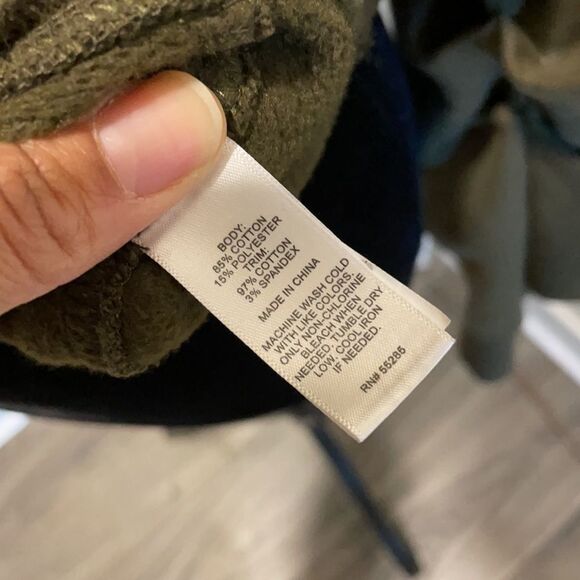 BODY:
85% COTTON
15% POLYESTER
TRIM:
97% COTTON
3% SPANDEX
MADE IN CHINA
MACHINE WASH COLD
WITH LIKE COLORS.
ONLY NON-CHLORINE
BLEACH WHEN
NEEDED. TUMBLE DRY
LOW, COOL IRON
IF NEEDED.
RN# 55285